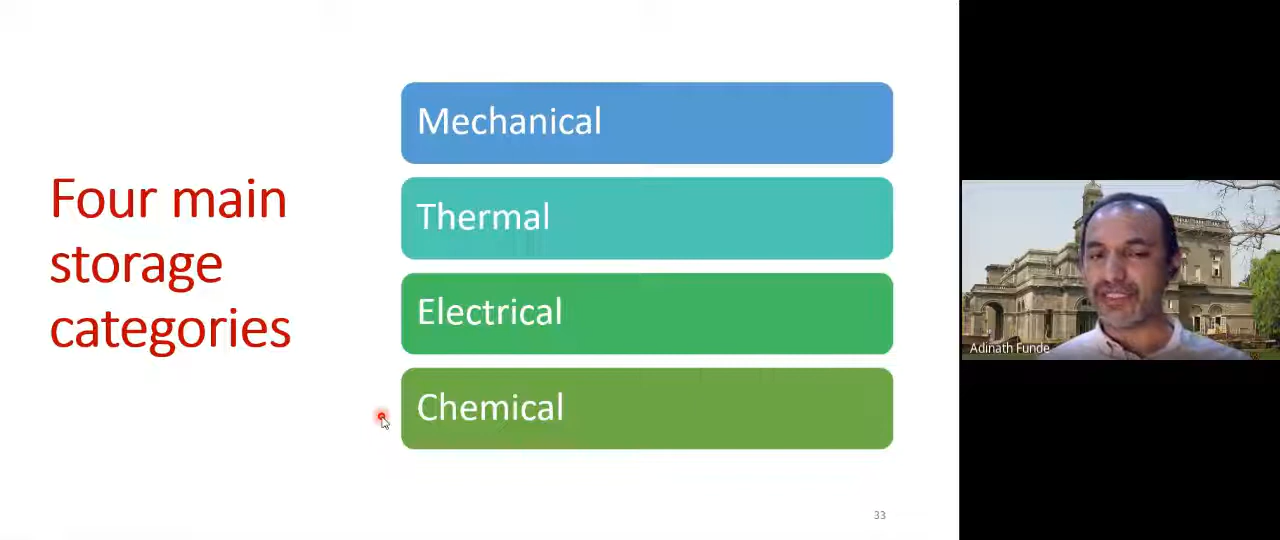 Four main
storage
categories
Mechanical
Thermal
Electrical
Chemical
33
Adinath Funde